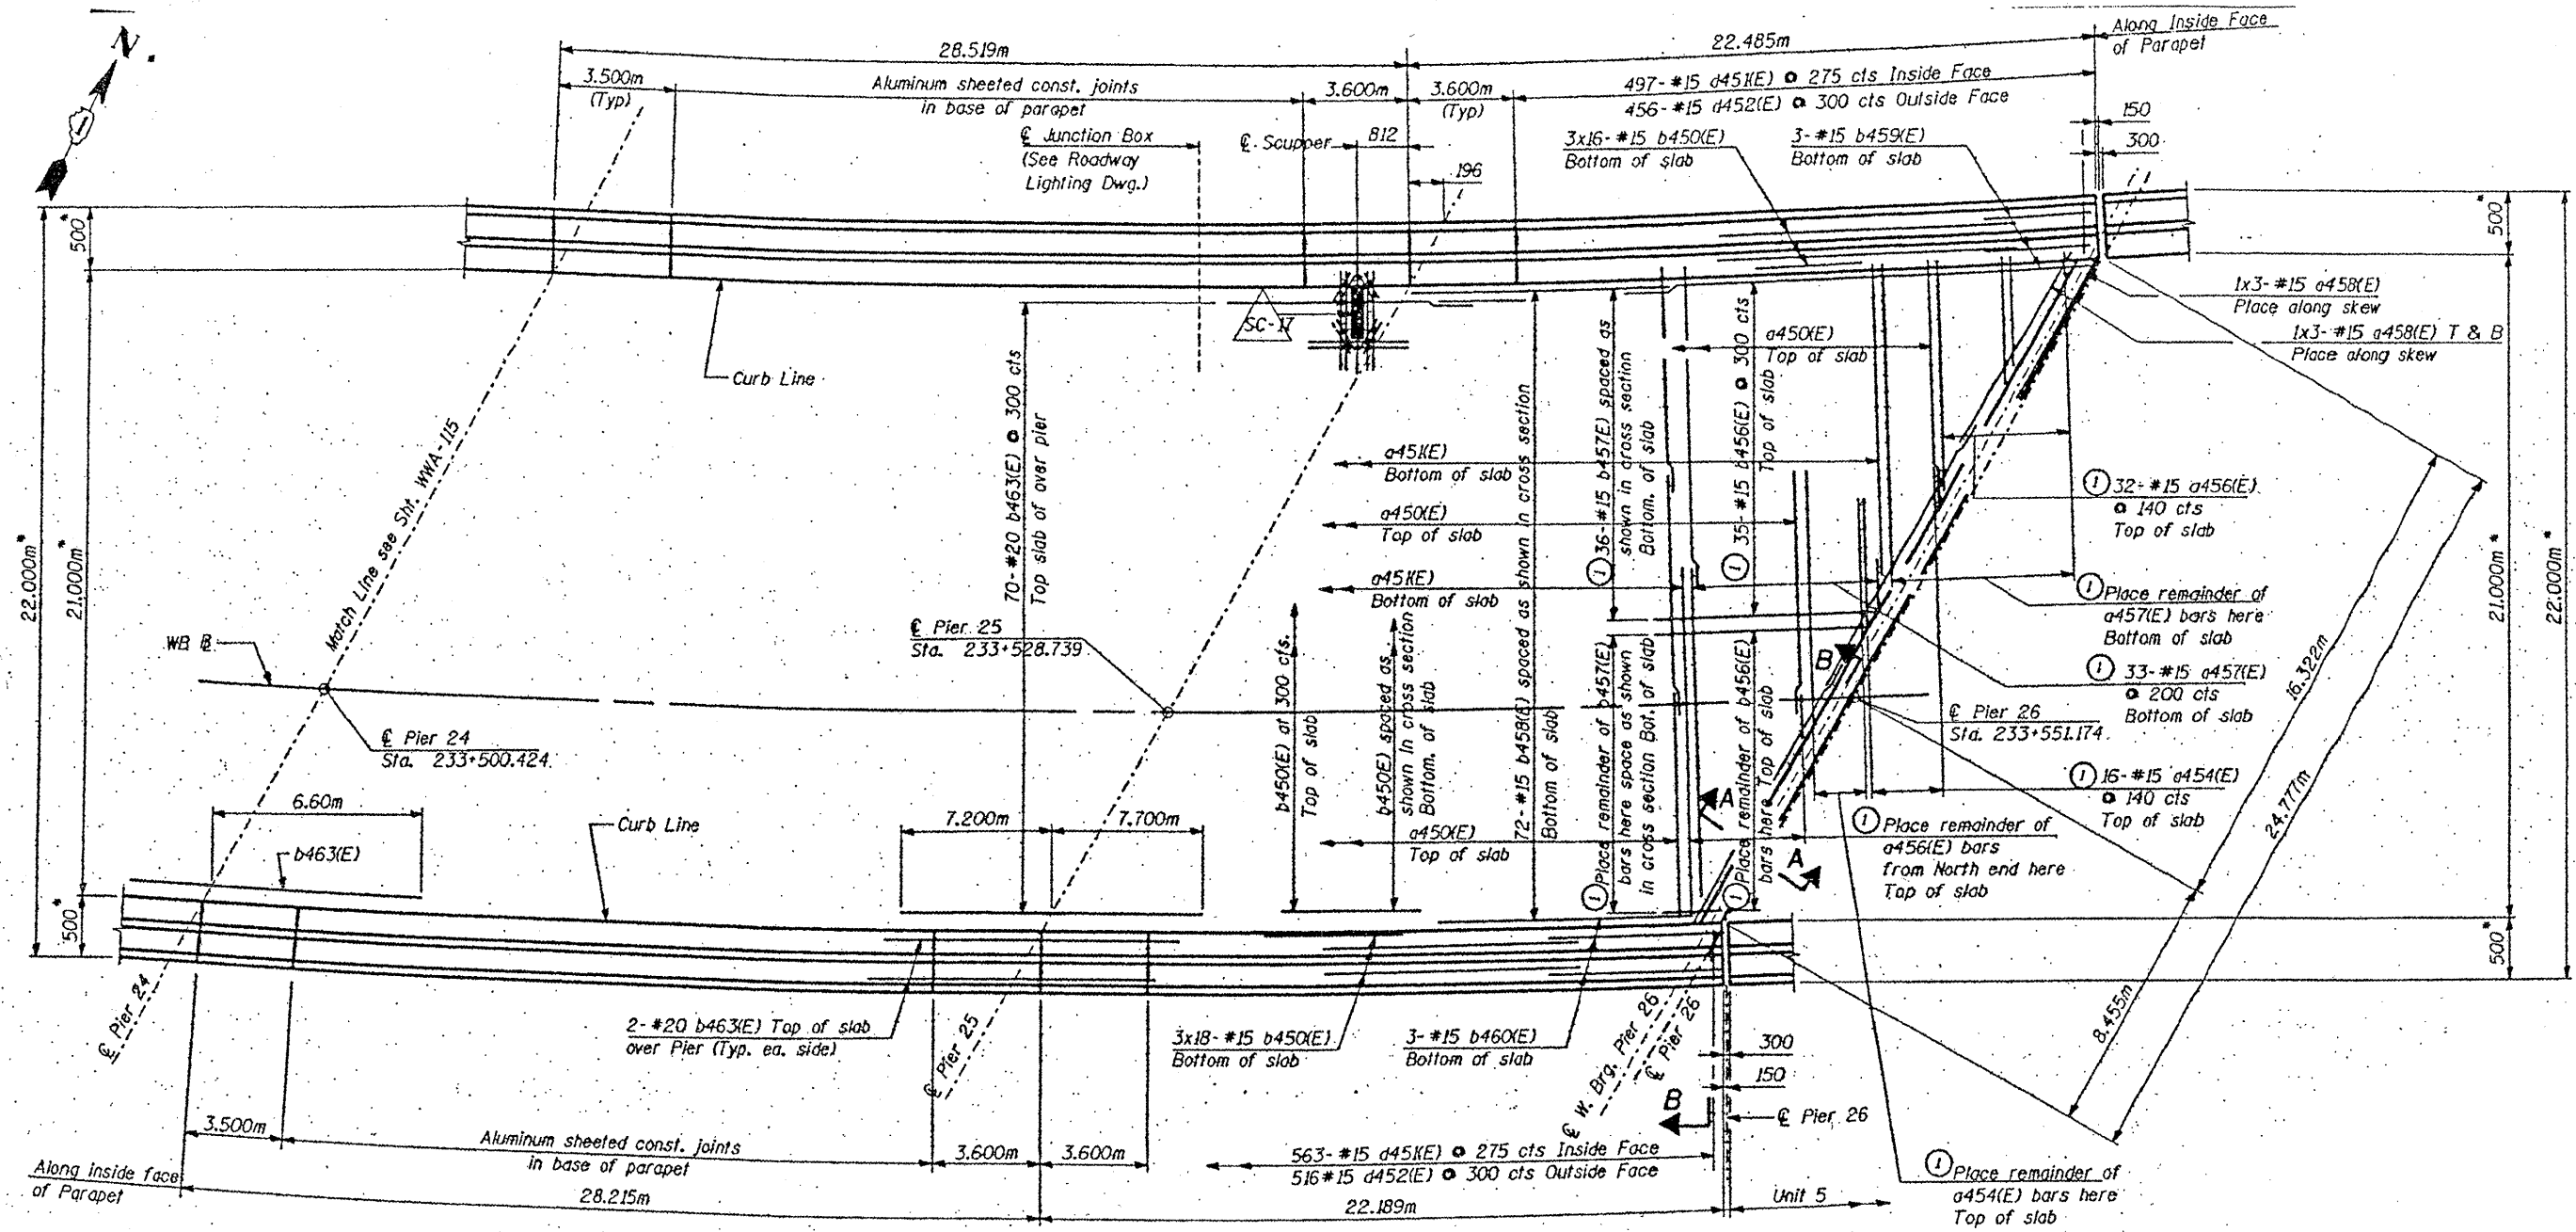 N.
28.519m
22.485m
Along Inside Face
of Parapet
3.500m
(Typ)
Aluminum sheeted const. joints
in base of parapet
3.600m
3.600m
(Typ)
497-#15 d451(E) @ 275 cts Inside Face
456-#15 d452(E) @ 300 cts Outside Face
150
300
℄ Junction Box
(See Roadway
Lighting Dwg.)
℄ Scupper
812
196
3x16-#15 b450(E)
Bottom of slab
3-#15 b459(E)
Bottom of slab
500*
500*
1x3-#15 a458(E)
Place along skew
1x3-#15 a458(E) T & B
Place along skew
SC-17
Curb Line
Match Line see Sht. WWA-115
70-#20 b463(E) @ 300 cts
Top slab of over pier
72-#15 b458(E) spaced as shown in cross section
Bottom of slab
① 36-#15 b457(E) spaced as
shown in cross section
Bottom. of slab
① 35-#15 b456(E) @ 300 cts
Top of slab
a450(E)
Top of slab
a451(E)
Bottom of slab
a450(E)
Top of slab
a451(E)
Bottom of slab
① 32-#15 a456(E)
@ 140 cts
Top of slab
① Place remainder of
a457(E) bars here
Bottom of slab
① 33-#15 a457(E)
@ 200 cts
Bottom of slab
22.000m*
21.000m*
21.000m*
22.000m*
WB ℄
℄ Pier 24
Sta. 233+500.424
℄ Pier 25
Sta. 233+528.739
℄ Pier 26
Sta. 233+551.174
B
16.322m
24.777m
8.455m
b450(E) at 300 cts.
Top of slab
b450(E) spaced as
shown in cross section
Bottom. of slab
① Place remainder of b457(E)
bars here space as shown
in cross section Bot. of slab
① Place remainder of b456(E)
bars here Top of slab
① 16-#15 a454(E)
@ 140 cts
Top of slab
① Place remainder of
a456(E) bars
from North end here
Top of slab
A
A
6.60m
b463(E)
Curb Line
7.200m
7.700m
a450(E)
Top of slab
500*
500*
℄ Pier 24
2-#20 b463(E) Top of slab
over Pier (Typ. ea. side)
℄ Pier 25
3x18-#15 b450(E)
Bottom of slab
3-#15 b460(E)
Bottom of slab
℄ W. Brg. Pier 26
℄ Pier 26
300
150
B
℄ Pier 26
3.500m
Aluminum sheeted const. joints
in base of parapet
3.600m
3.600m
563-#15 d451(E) @ 275 cts Inside Face
516#15 d452(E) @ 300 cts Outside Face
Along inside face
of Parapet
28.215m
22.189m
Unit 5
① Place remainder of
a454(E) bars here
Top of slab